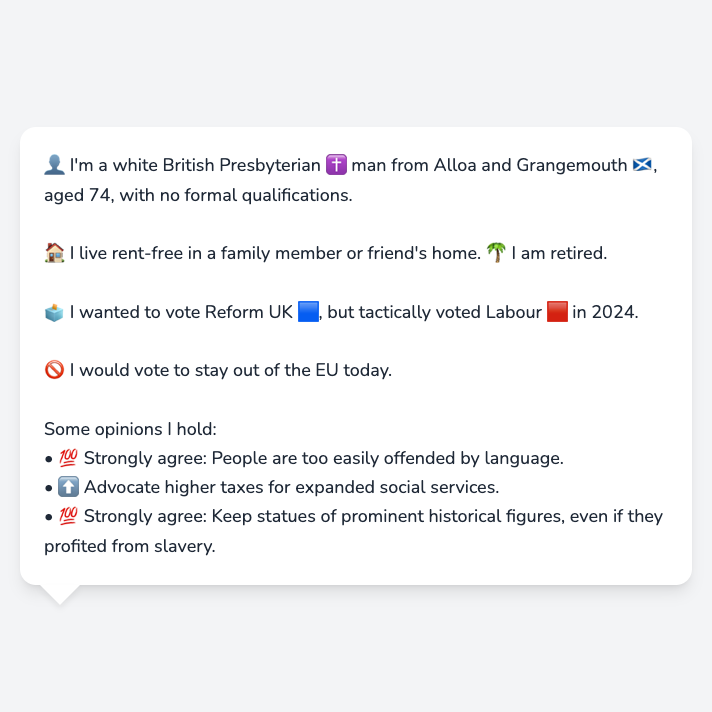 👤 I'm a white British Presbyterian ✝️ man from Alloa and Grangemouth 🏴󠁧󠁢󠁳󠁣󠁴󠁿,
aged 74, with no formal qualifications.
🏠 I live rent-free in a family member or friend's home. 🌴 I am retired.
🗳️ I wanted to vote Reform UK 🟦, but tactically voted Labour 🟥 in 2024.
🚫 I would vote to stay out of the EU today.
Some opinions I hold:
• 💯 Strongly agree: People are too easily offended by language.
• ⬆️ Advocate higher taxes for expanded social services.
• 💯 Strongly agree: Keep statues of prominent historical figures, even if they
profited from slavery.